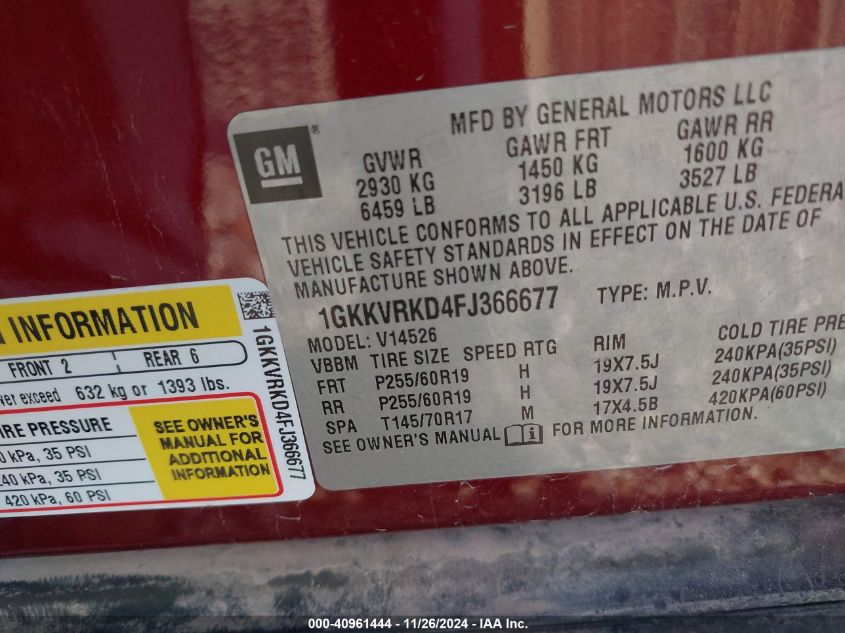 MFD BY GENERAL MOTORS LLC
GM ®
GVWR GAWR FRT GAWR RR
2930 KG 1450 KG 1600 KG
6459 LB 3196 LB 3527 LB
THIS VEHICLE CONFORMS TO ALL APPLICABLE U.S. FEDERA
VEHICLE SAFETY STANDARDS IN EFFECT ON THE DATE OF
MANUFACTURE SHOWN ABOVE.
1GKKVRKD4FJ366677 TYPE: M.P.V.
MODEL: V14526
VBBM TIRE SIZE SPEED RTG RIM COLD TIRE PRE
FRT P255/60R19 H 19X7.5J 240KPA(35PSI)
RR P255/60R19 H 19X7.5J 240KPA(35PSI)
SPA T145/70R17 M 17X4.5B 420KPA(60PSI)
SEE OWNER'S MANUAL FOR MORE INFORMATION.
INFORMATION
FRONT 2 REAR 6
exceed 632 kg or 1393 lbs.
IRE PRESSURE
0 kPa, 35 PSI
40 kPa, 35 PSI
420 kPa, 60 PSI
SEE OWNER'S
MANUAL FOR
ADDITIONAL
INFORMATION
1GKKVRKD4FJ366677
000-40961444 - 11/26/2024 - IAA Inc.